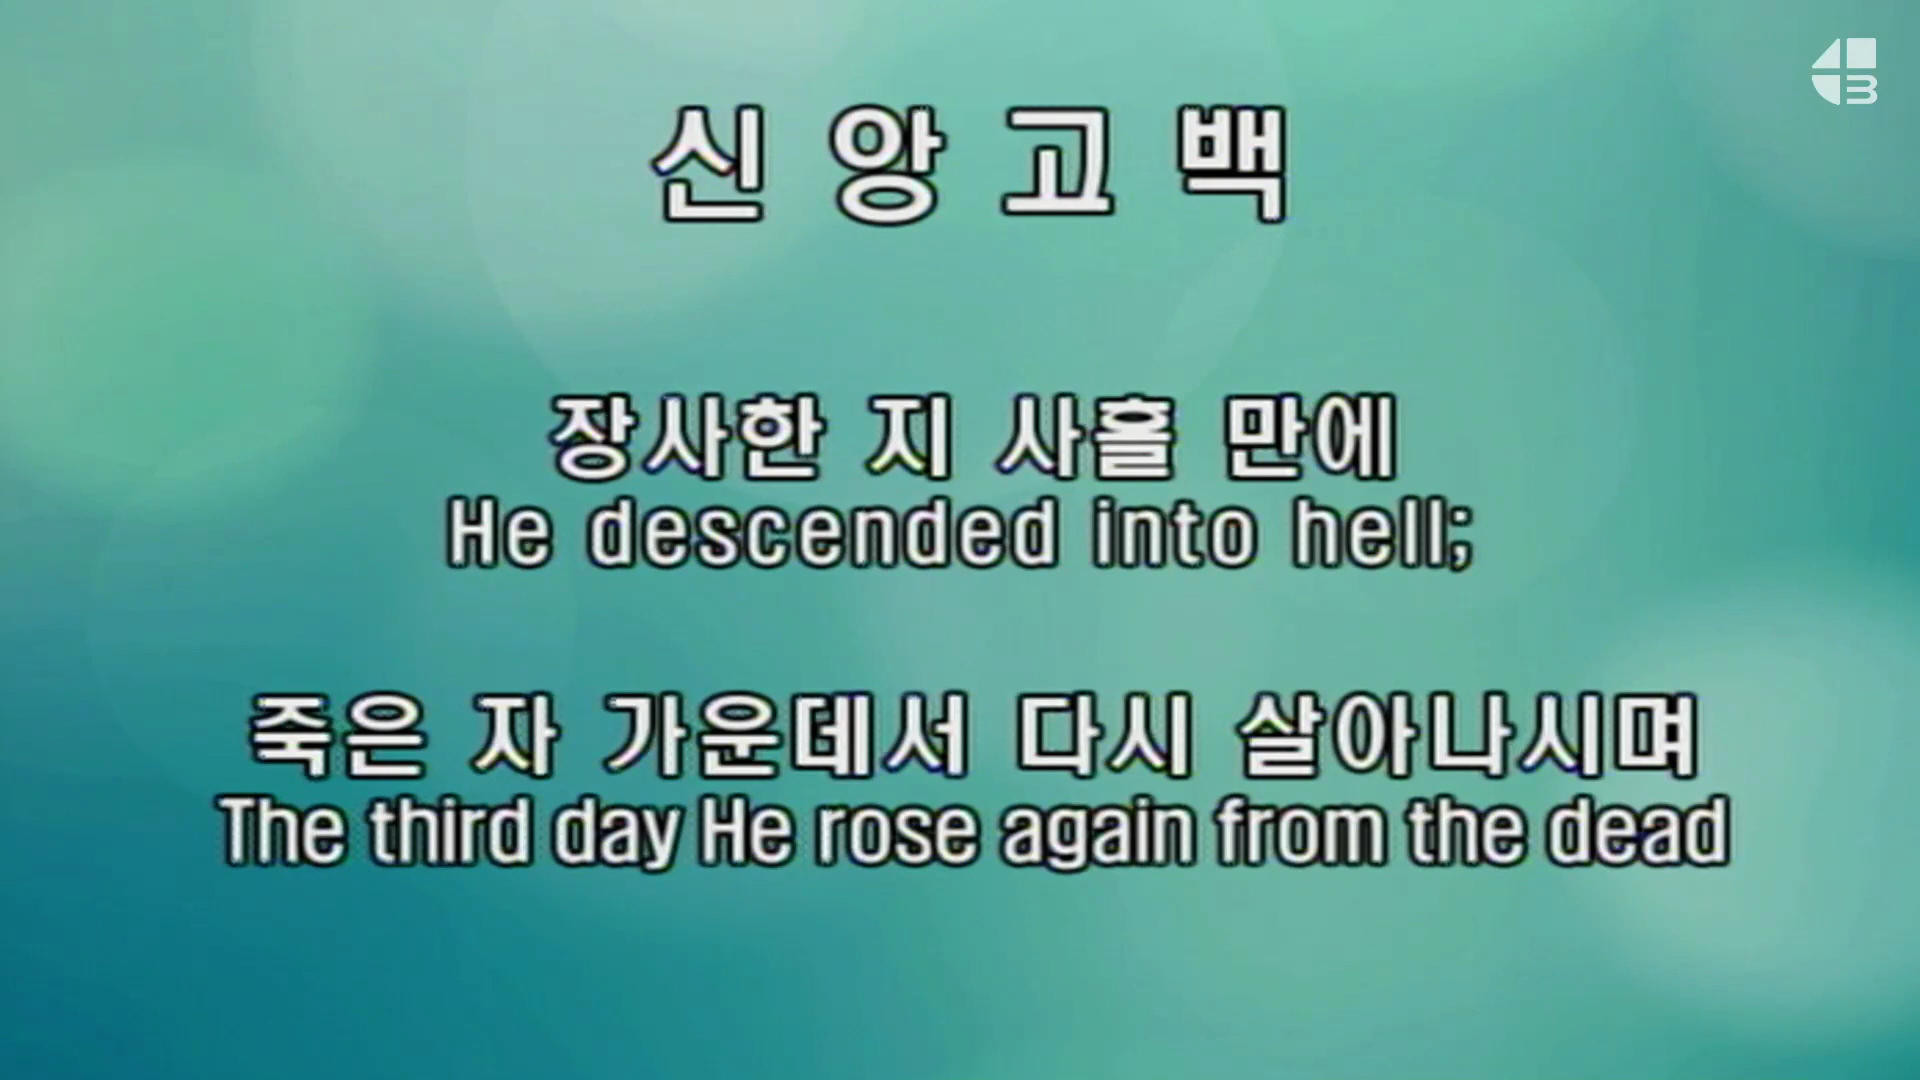 신앙고백
장사한 지 사흘 만에
He descended into hell;
죽은 자 가운데서 다시 살아나시며
The third day He rose again from the dead